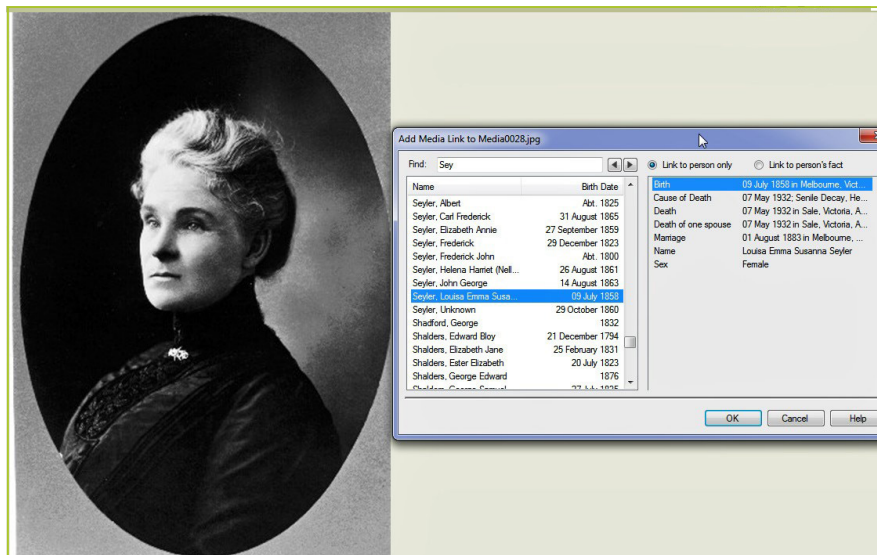 Add Media Link to Media0028.jpg
Find: Sey
Link to person only Link to person's fact
Name Birth Date
Seyler, Albert Abt. 1825
Seyler, Carl Frederick 31 August 1865
Seyler, Elizabeth Annie 27 September 1859
Seyler, Frederick 29 December 1823
Seyler, Frederick John Abt. 1800
Seyler, Helena Harriet (Nell... 26 August 1861
Seyler, John George 14 August 1863
Seyler, Louisa Emma Susa... 09 July 1858
Seyler, Unknown 29 October 1860
Shadford, George 1832
Shalders, Edward Bloy 21 December 1794
Shalders, Elizabeth Jane 25 February 1831
Shalders, Ester Elizabeth 20 July 1823
Shalders, George Edward 1876
Shalders, George Samuel
Birth 09 July 1858 in Melbourne, Vict...
Cause of Death 07 May 1932; Senile Decay, He...
Death 07 May 1932 in Sale, Victoria, A...
Death of one spouse 07 May 1932 in Sale, Victoria, A...
Marriage 01 August 1883 in Melbourne, ...
Name Louisa Emma Susanna Seyler
Sex Female
OK Cancel Help